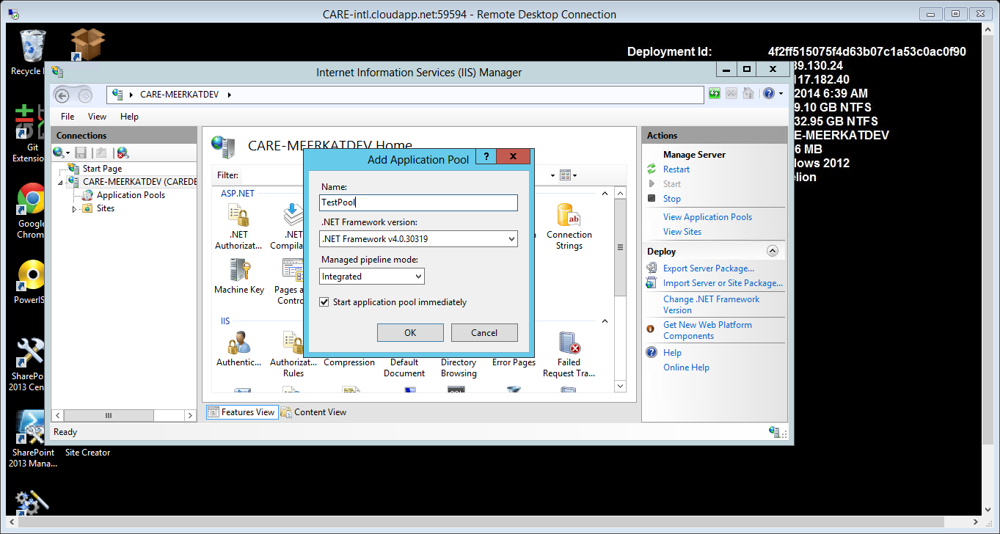 CARE-intl.cloudapp.net:59594 - Remote Desktop Connection
Recycle
Deployment Id: 4f2ff515075f4d63b07c1a53c0ac0f90
39.130.24
117.182.40
2014 6:39 AM
9.10 GB NTFS
32.95 GB NTFS
E-MEERKATDEV
6 MB
dows 2012
elion
Git
Extension
Google
Chrom
PowerIS
SharePo
2013 Cen
SharePoint
2013 Mana...
Site Creator
Internet Information Services (IIS) Manager
CARE-MEERKATDEV
File View Help
Connections
Start Page
CARE-MEERKATDEV (CAREDE
Application Pools
Sites
CARE-MEERKATDEV Home
Filter:
ASP.NET
.NET
Authorizat...
.NET
Compila
Connection
Strings
Machine Key
Pages a
Contro
IIS
Authentic...
Authorizat...
Rules
Compression
Default
Document
Directory
Browsing
Error Pages
Failed
Request Tra...
Features View
Content View
Ready
Add Application Pool
?
X
Name:
TestPool
.NET Framework version:
.NET Framework v4.0.30319
Managed pipeline mode:
Integrated
Start application pool immediately
OK
Cancel
Actions
Manage Server
Restart
Start
Stop
View Application Pools
View Sites
Deploy
Export Server Package...
Import Server or Site Package...
Change .NET Framework
Version
Get New Web Platform
Components
Help
Online Help